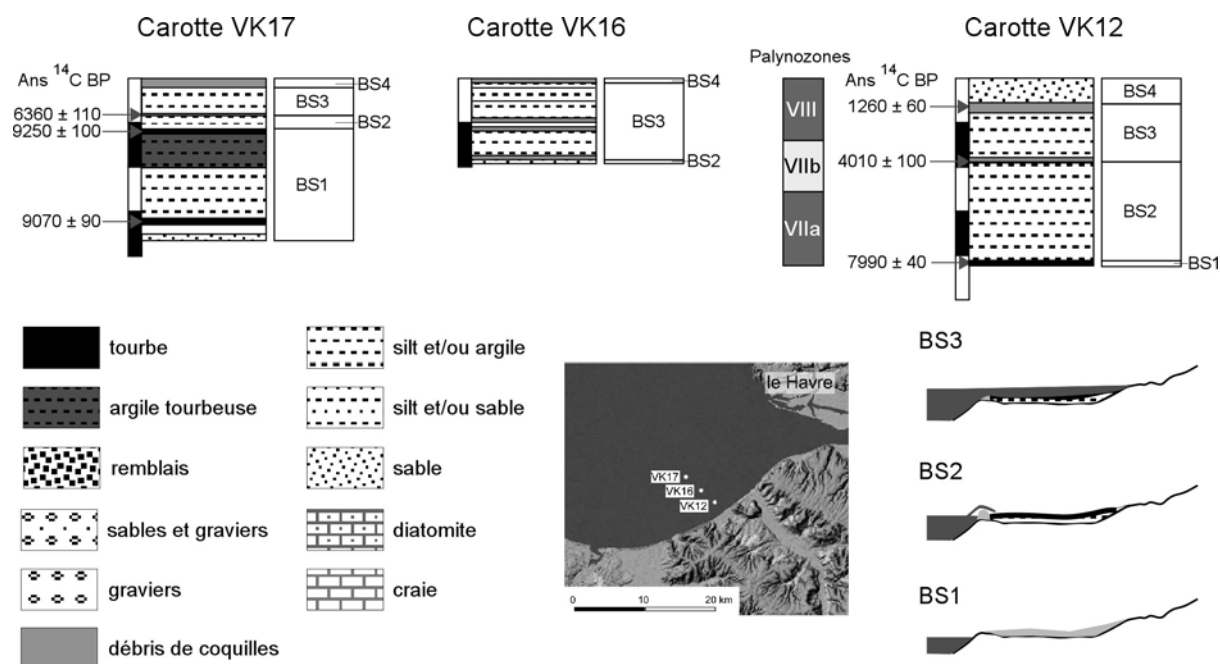 Carotte VK17
Ans 14C BP
6360 ± 110
9250 ± 100
9070 ± 90
BS4
BS3
BS2
BS1
Carotte VK16
BS4
BS3
BS2
Palynozones
VIII
VIIb
VIIa
Carotte VK12
Ans 14C BP
1260 ± 60
4010 ± 100
7990 ± 40
BS4
BS3
BS2
BS1
tourbe
argile tourbeuse
remblais
sables et graviers
graviers
débris de coquilles
silt et/ou argile
silt et/ou sable
sable
diatomite
craie
le Havre
VK17
VK16
VK12
0 10 20 km
BS3
BS2
BS1